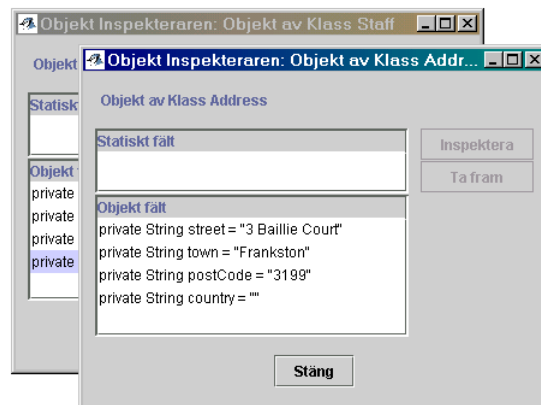 Objekt Inspekteraren: Objekt av Klass Staff
Objekt
Statisk
Objekt
private
private
private
private
Objekt Inspekteraren: Objekt av Klass Addr...
Objekt av Klass Address
Statiskt fält
Inspektera
Ta fram
Objekt fält
private String street = "3 Baillie Court"
private String town = "Frankston"
private String postCode = "3199"
private String country = ""
Stäng